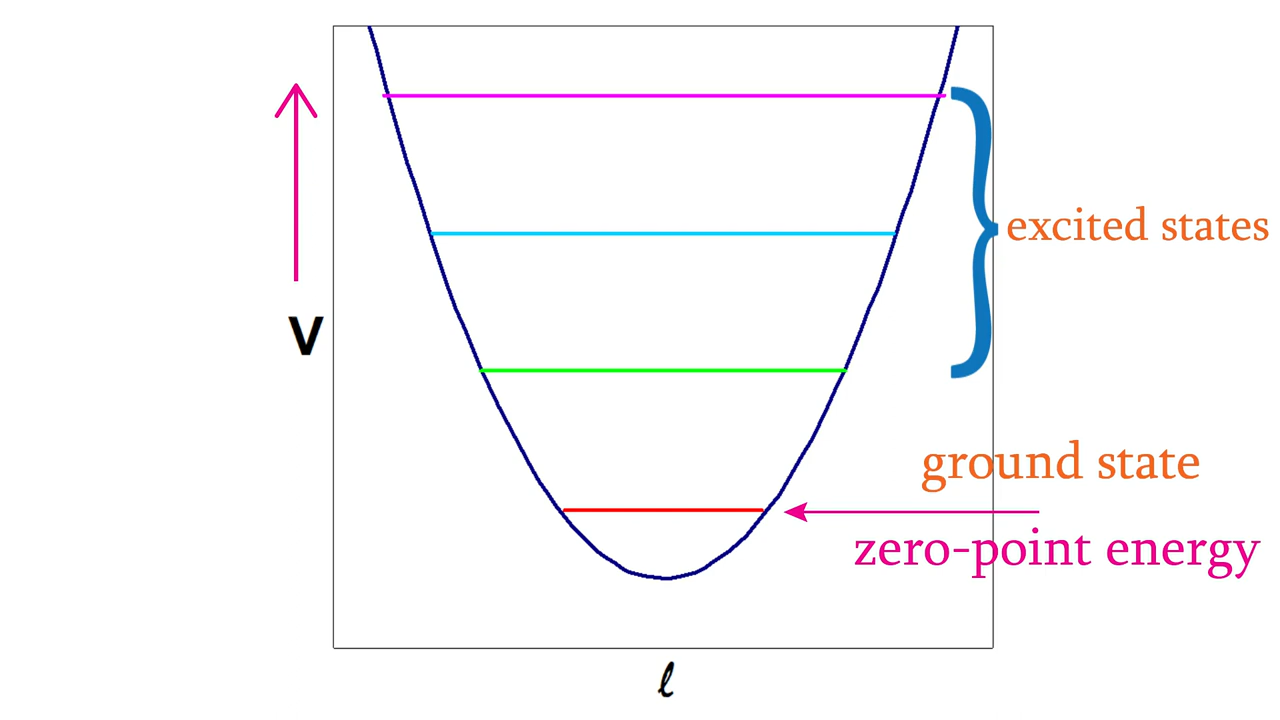 excited states
V
ground state
zero-point energy
ℓ